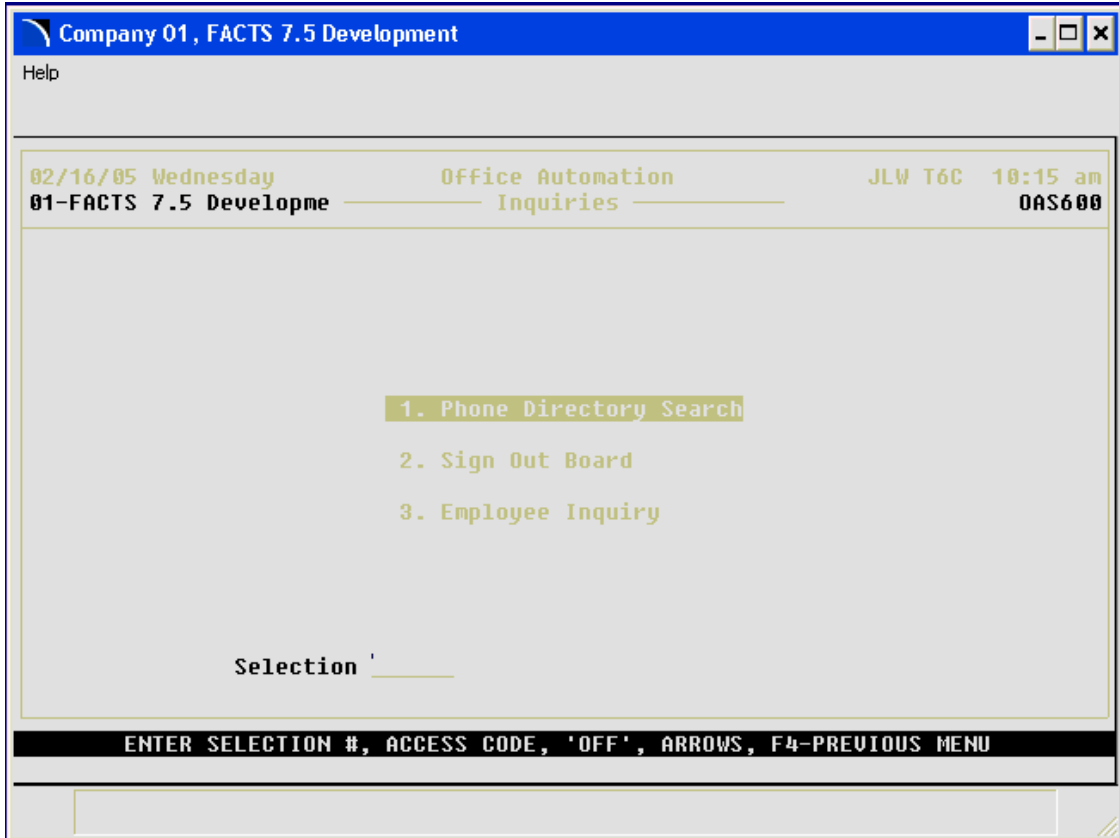 Company 01, FACTS 7.5 Development
Help
02/16/05 Wednesday Office Automation JLW T6C 10:15 am
01-FACTS 7.5 Developme Inquiries OAS600
1. Phone Directory Search
2. Sign Out Board
3. Employee Inquiry
Selection
ENTER SELECTION #, ACCESS CODE, 'OFF', ARROWS, F4-PREVIOUS MENU